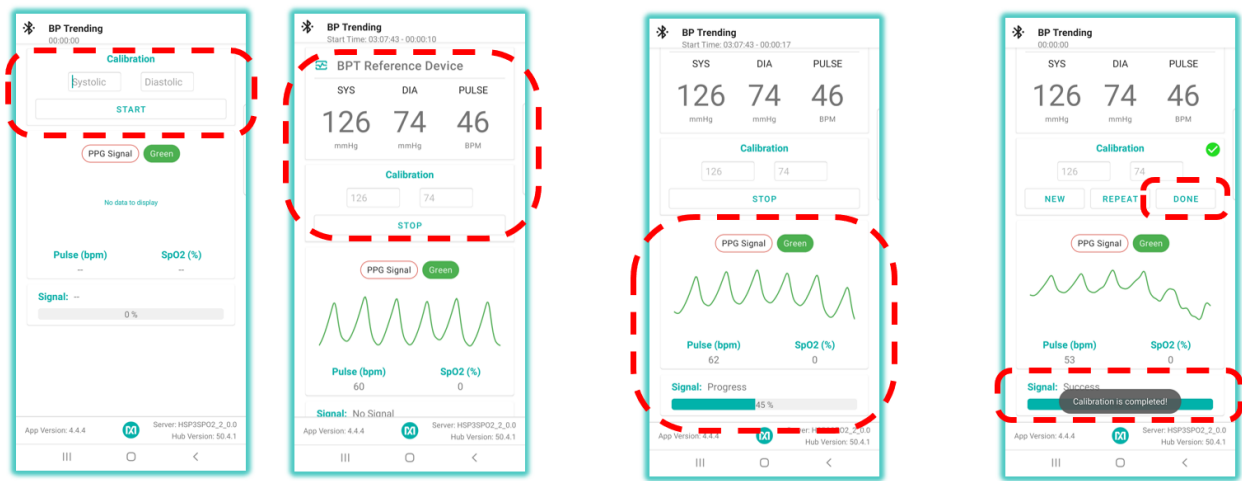 BP Trending
00:00:00
Calibration
Systolic Diastolic
START
PPG Signal Green
No data to display
Pulse (bpm) SpO2 (%)
-- --
Signal: --
0 %
App Version: 4.4.4 Server: HSP3SPO2_2_0.0
Hub Version: 50.4.1
BP Trending
Start Time: 03:07:43 - 00:00:10
BPT Reference Device
SYS DIA PULSE
126 74 46
mmHg mmHg BPM
Calibration
126 74
STOP
PPG Signal Green
Pulse (bpm) SpO2 (%)
60 0
Signal: No Signal
App Version: 4.4.4 Server: HSP3SPO2_2_0.0
Hub Version: 50.4.1
BP Trending
Start Time: 03:07:43 - 00:00:17
SYS DIA PULSE
126 74 46
mmHg mmHg BPM
Calibration
126 74
STOP
PPG Signal Green
Pulse (bpm) SpO2 (%)
62 0
Signal: Progress
45 %
App Version: 4.4.4
Hub Version: 50.4.1
BP Trending
00:00:00
SYS DIA PULSE
126 74 46
mmHg mmHg BPM
Calibration
126 74
NEW REPEAT DONE
PPG Signal Green
Pulse (bpm) SpO2 (%)
53 0
Signal: Success
Calibration is completed!
App Version: 4.4.4 Server: HSP3SPO2_2_0.0
Hub Version: 50.4.1